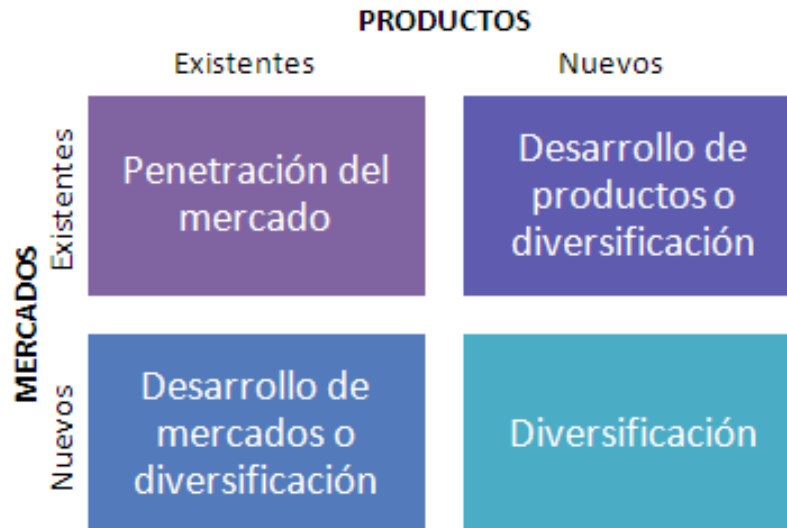 PRODUCTOS
Existentes
Nuevos
MERCADOS
Existentes
Penetración del
mercado
Desarrollo de
productos o
diversificación
Nuevos
Desarrollo de
mercados o
diversificación
Diversificación